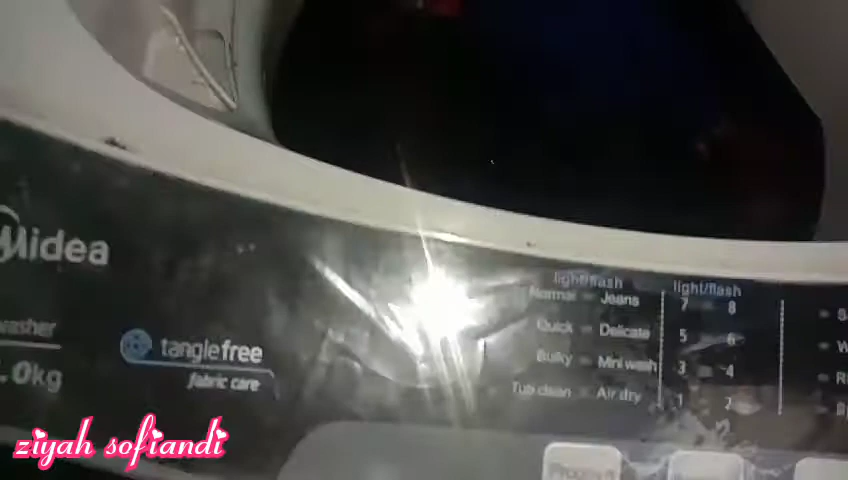 Midea
washer
.0kg
tanglefree
fabric care
light/flash
Normal Jeans
Quick Delicate
Bulky Mini wash
Tub clean Air dry
light/flash
7 8
5 6
3 4
1 2
Program
ziyah sofiandi